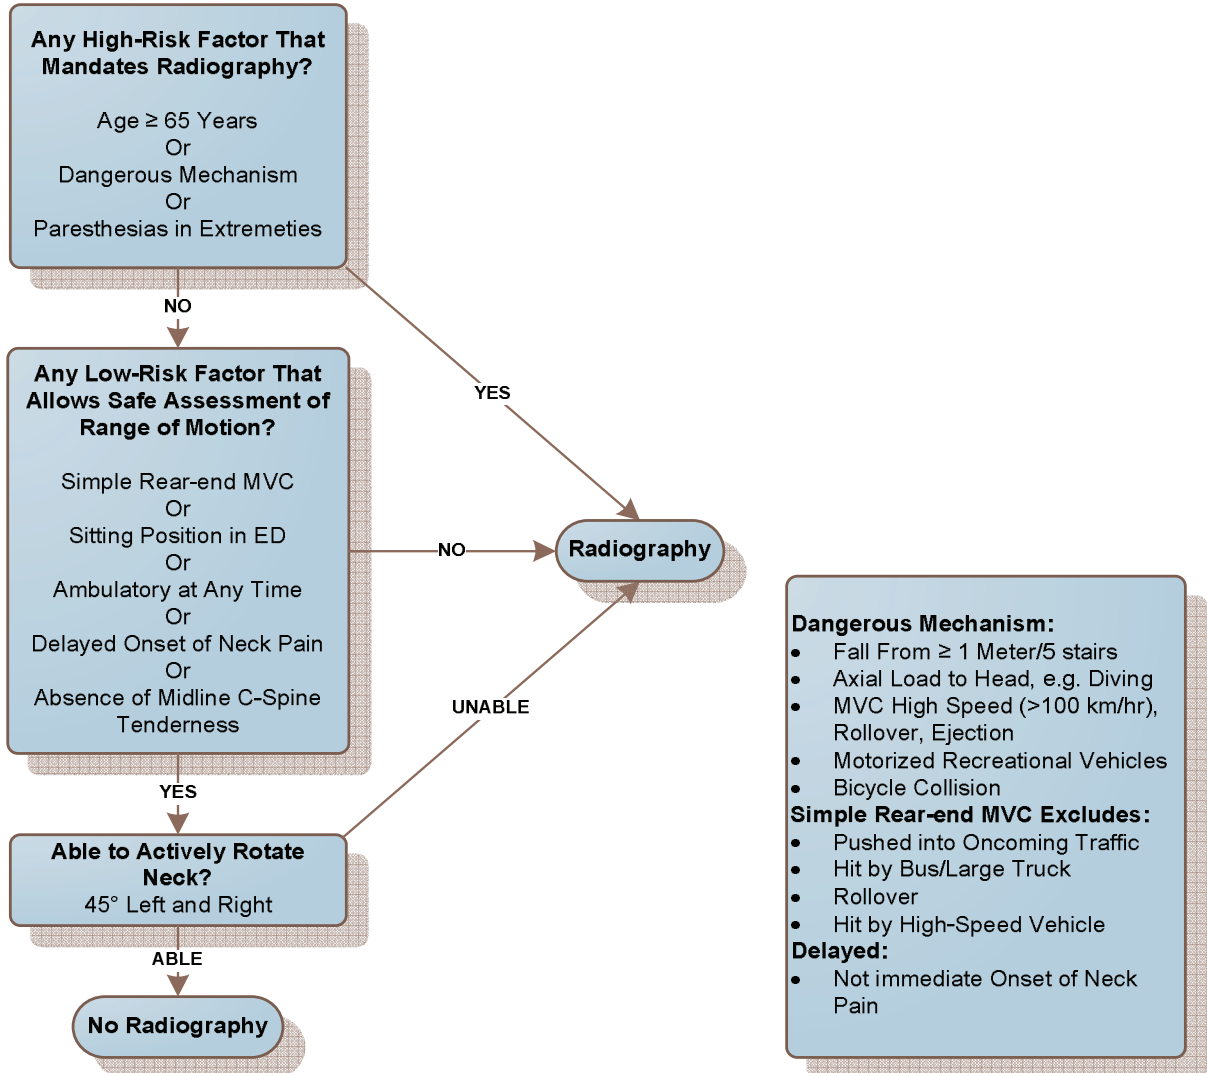 Any High-Risk Factor That
Mandates Radiography?
Age ≥ 65 Years
Or
Dangerous Mechanism
Or
Paresthasias in Extremeties
NO
YES
Any Low-Risk Factor That
Allows Safe Assessment of
Range of Motion?
Simple Rear-end MVC
Or
Sitting Position in ED
Or
Ambulatory at Any Time
Or
Delayed Onset of Neck Pain
Or
Absence of Midline C-Spine
Tenderness
NO
Radiography
YES
UNABLE
Able to Actively Rotate
Neck?
45° Left and Right
ABLE
No Radiography
Dangerous Mechanism:
• Fall From ≥ 1 Meter/5 stairs
• Axial Load to Head, e.g. Diving
• MVC High Speed (>100 km/hr),
Rollover, Ejection
• Motorized Recreational Vehicles
• Bicycle Collision
Simple Rear-end MVC Excludes:
• Pushed into Oncoming Traffic
• Hit by Bus/Large Truck
• Rollover
• Hit by High-Speed Vehicle
Delayed:
• Not immediate Onset of Neck
Pain